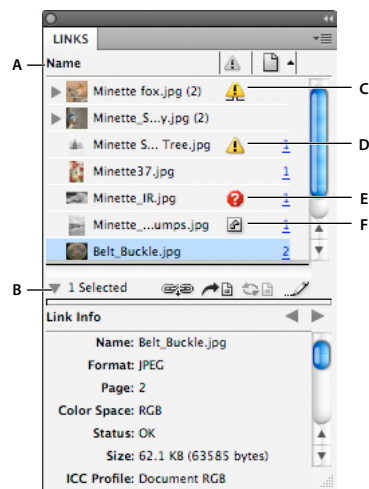 LINKS
A Name
Minette fox.jpg (2) C
Minette_S...y.jpg (2)
Minette S... Tree.jpg 1 D
Minette37.jpg 1
Minette_IR.jpg ? 1 E
Minette_...umps.jpg 1 F
Belt_Buckle.jpg 2
B 1 Selected
Link Info
Name: Belt_Buckle.jpg
Format: JPEG
Page: 2
Color Space: RGB
Status: OK
Size: 62.1 KB (63585 bytes)
ICC Profile: Document RGB